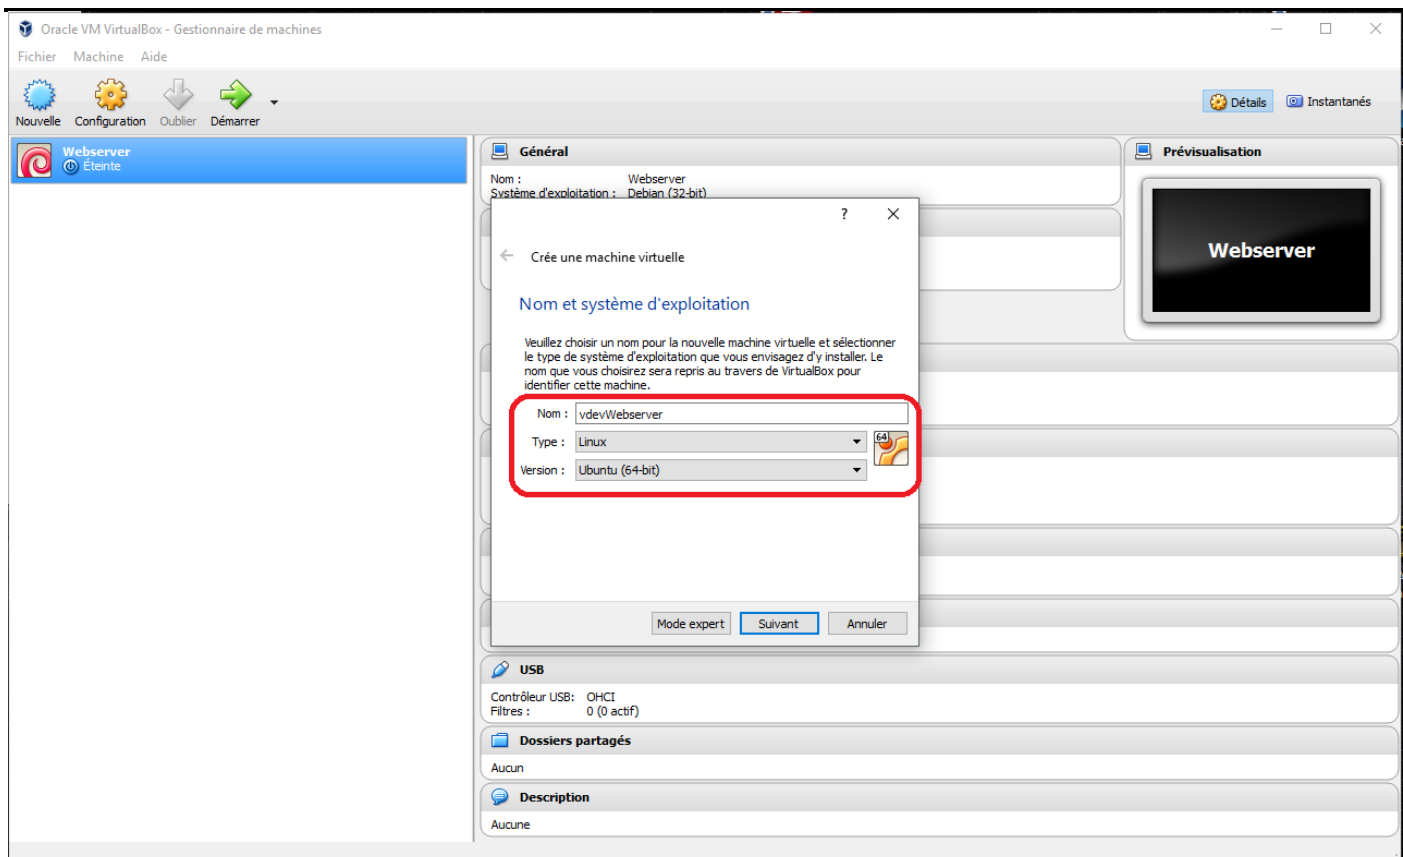 Oracle VM VirtualBox - Gestionnaire de machines
Fichier Machine Aide
Nouvelle Configuration Oublier Démarrer
Détails Instantanés
Webserver
Éteinte
Général
Nom : Webserver
Système d'exploitation : Debian (32-bit)
Prévisualisation
Webserver
?
Crée une machine virtuelle
Nom et système d'exploitation
Veuillez choisir un nom pour la nouvelle machine virtuelle et sélectionner
le type de système d'exploitation que vous envisagez d'y installer. Le
nom que vous choisirez sera repris au travers de VirtualBox pour
identifier cette machine.
Nom : vdevWebserver
Type : Linux
64
Version : Ubuntu (64-bit)
Mode expert Suivant Annuler
USB
Contrôleur USB: OHCI
Filtres : 0 (0 actif)
Dossiers partagés
Aucun
Description
Aucune